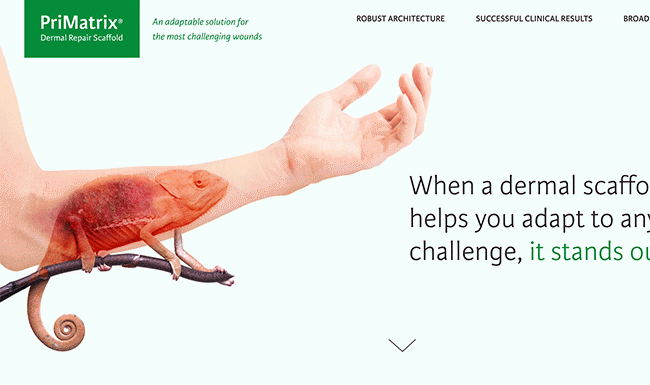 PriMatrix®
Dermal Repair Scaffold
An adaptable solution for
the most challenging wounds
ROBUST ARCHITECTURE
SUCCESSFUL CLINICAL RESULTS
BROAD
When a dermal scaffo
helps you adapt to any
challenge, it stands ou